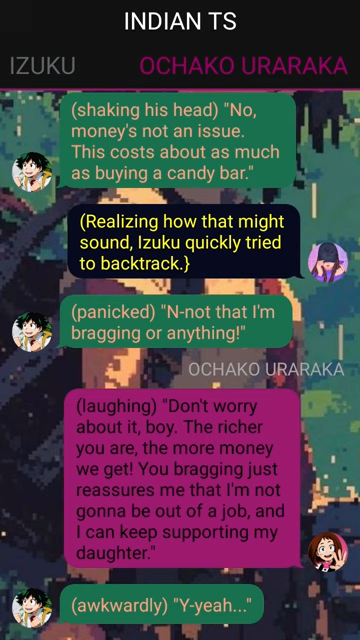 INDIAN TS
IZUKU
OCHAKO URARAKA
(shaking his head) "No,
money's not an issue.
This costs about as much
as buying a candy bar."
(Realizing how that might
sound, Izuku quickly tried
to backtrack.}
(panicked) "N-not that I'm
bragging or anything!"
OCHAKO URARAKA
(laughing) "Don't worry
about it, boy. The richer
you are, the more money
we get! You bragging just
reassures me that I'm not
gonna be out of a job, and
I can keep supporting my
daughter."
(awkwardly) "Y-yeah..."